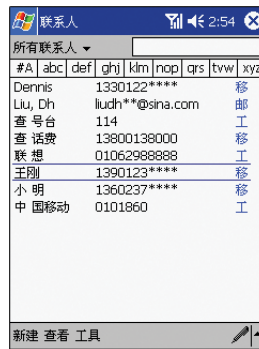 联系人 2:54
所有联系人
#A abc def ghj klm nop qrs tvw xyz
Dennis 1330122**** 移
Liu, Dh liudh**@sina.com 邮
查 号台 114 工
查 话费 13800138000 移
联 想 01062988888 工
王刚 1390123**** 移
小 明 1360237**** 移
中 国移动 0101860 工
新建 查看 工具